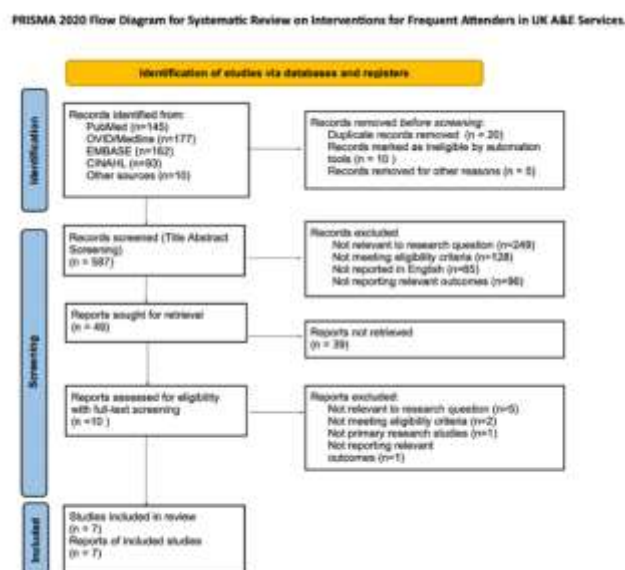 PRISMA 2020 Flow Diagram for Systematic Review on Interventions for Frequent Attenders in UK A&E Services
Identification of studies via databases and registers
Identification
Records identified from:
PubMed (n=145)
OVID/Medline (n=177)
EMBASE (n=162)
CINAHL (n=93)
Other sources (n=10)
Records removed before screening:
Duplicate records removed (n = 20)
Records marked as ineligible by automation
tools (n = 10 )
Records removed for other reasons (n = 5)
Screening
Records screened (Title Abstract
Screening)
(n = 587)
Records excluded
Not relevant to research question (n=249)
Not meeting eligibility criteria (n=128)
Not reported in English (n=65)
Not reporting relevant outcomes (n=96)
Reports sought for retrieval
(n = 49)
Reports not retrieved
(n = 39)
Reports assessed for eligibility
with full-text screening
(n =10 )
Reports excluded:
Not relevant to research question (n=5)
Not meeting eligibility criteria (n=2)
Not primary research studies (n=1)
Not reporting relevant
outcomes (n=1)
Included
Studies included in review
(n = 7)
Reports of included studies
(n = 7)